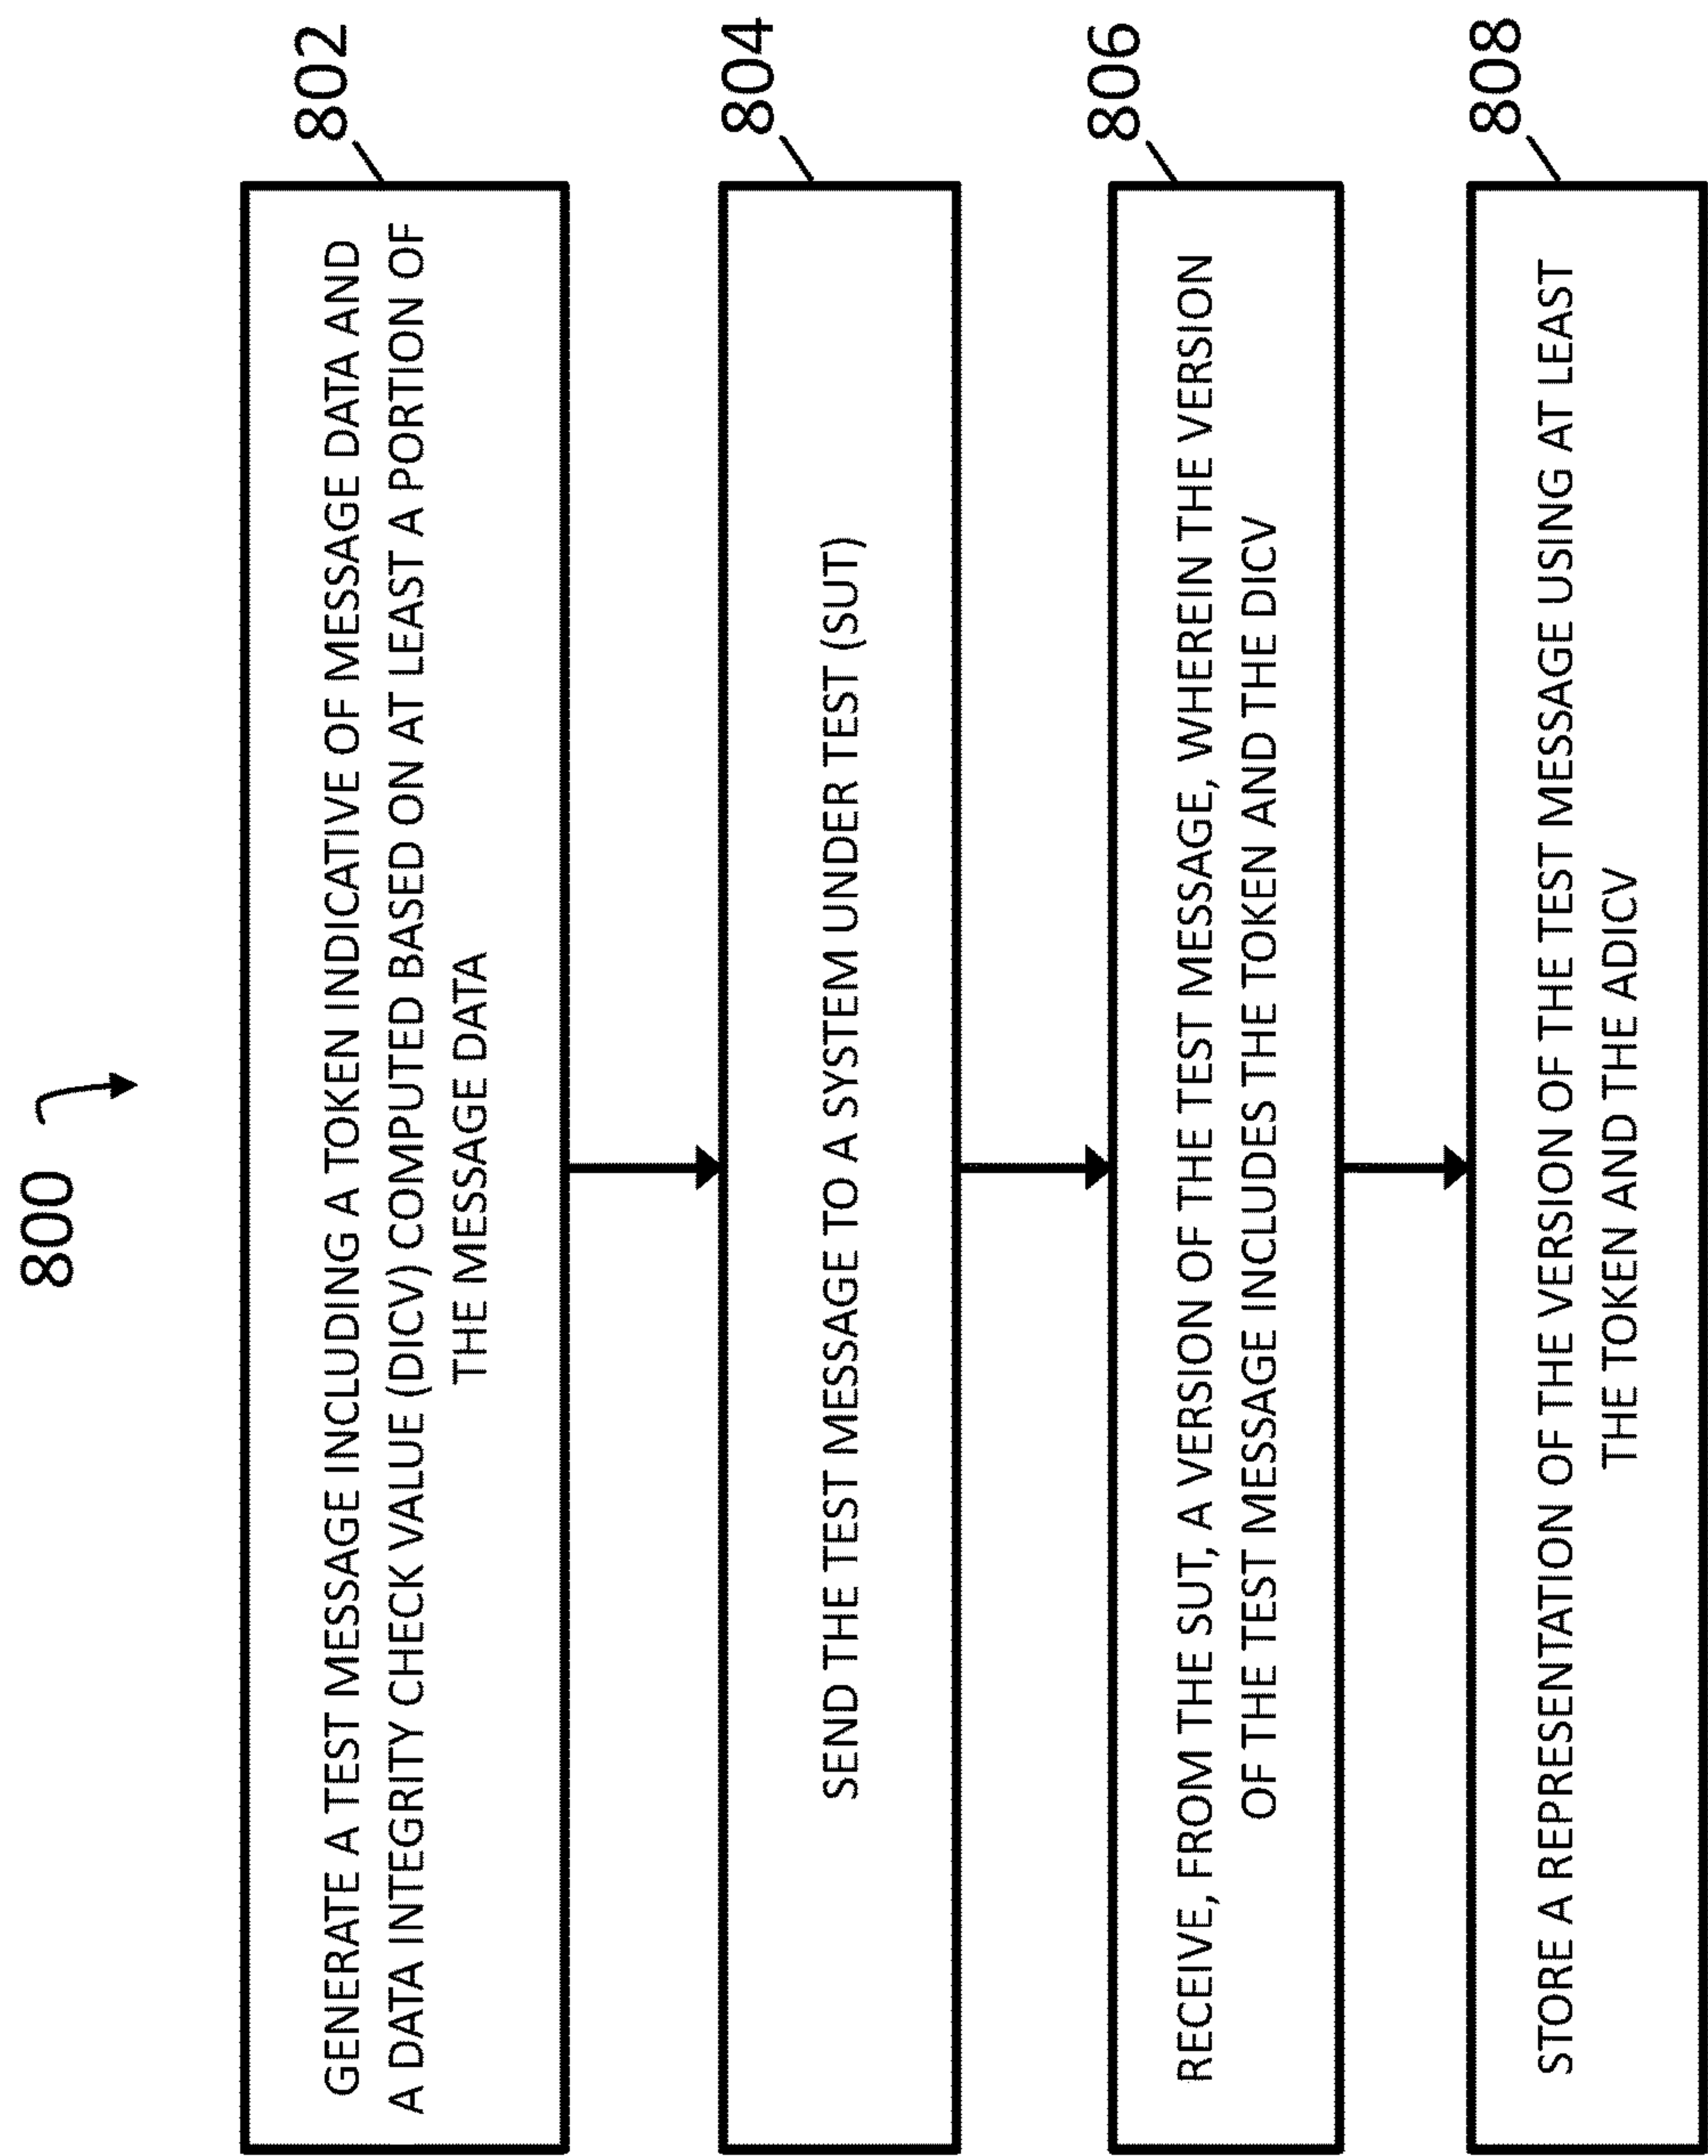 800
802
GENERATE A TEST MESSAGE INCLUDING A TOKEN INDICATIVE OF MESSAGE DATA AND
A DATA INTEGRITY CHECK VALUE (DICV) COMPUTED BASED ON AT LEAST A PORTION OF
THE MESSAGE DATA
804
SEND THE TEST MESSAGE TO A SYSTEM UNDER TEST (SUT)
806
RECEIVE, FROM THE SUT, A VERSION OF THE TEST MESSAGE, WHEREIN THE VERSION
OF THE TEST MESSAGE INCLUDES THE TOKEN AND THE DICV
808
STORE A REPRESENTATION OF THE VERSION OF THE TEST MESSAGE USING AT LEAST
THE TOKEN AND THE ADICV